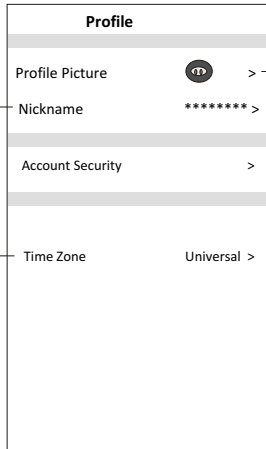 Profile
Profile Picture >
Nickname ******** >
Account Security >
Time Zone Universal >